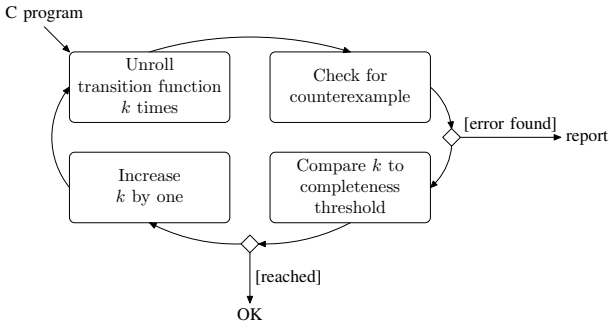 C program
Unroll
transition function
k times
Check for
counterexample
[error found]
report
Increase
k by one
Compare k to
completeness
threshold
[reached]
OK